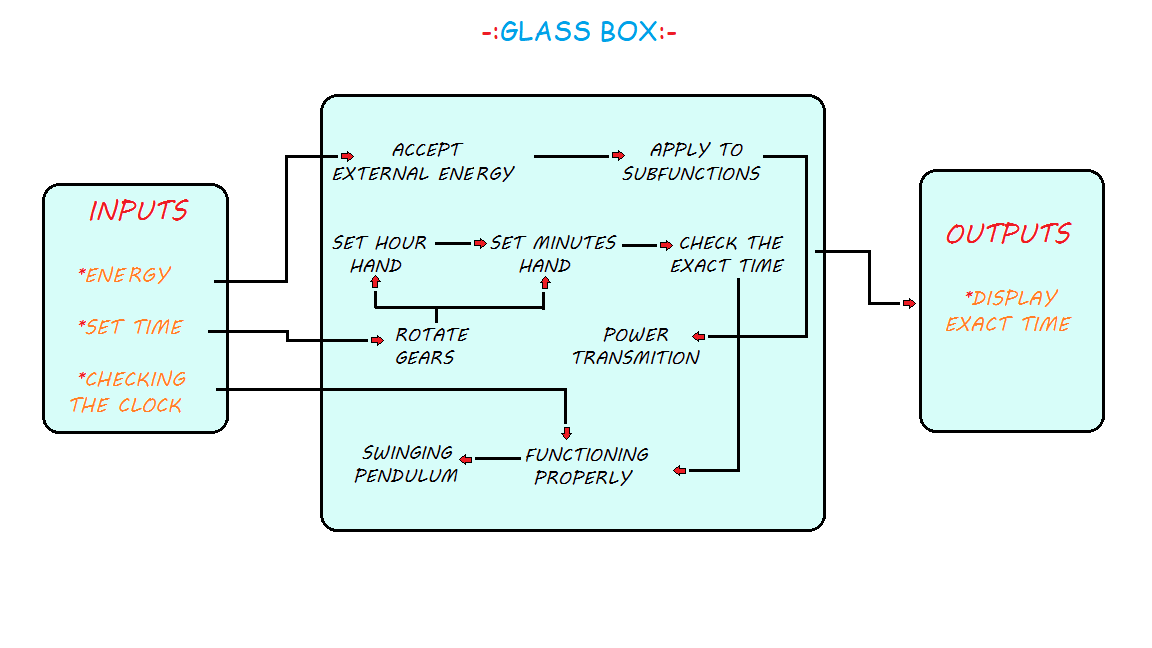 -:GLASS BOX:-
INPUTS
*ENERGY
*SET TIME
*CHECKING
THE CLOCK
ACCEPT
EXTERNAL ENERGY
APPLY TO
SUBFUNCTIONS
SET HOUR
HAND
SET MINUTES
HAND
CHECK THE
EXACT TIME
ROTATE
GEARS
POWER
TRANSMITION
SWINGING
PENDULUM
FUNCTIONING
PROPERLY
OUTPUTS
*DISPLAY
EXACT TIME